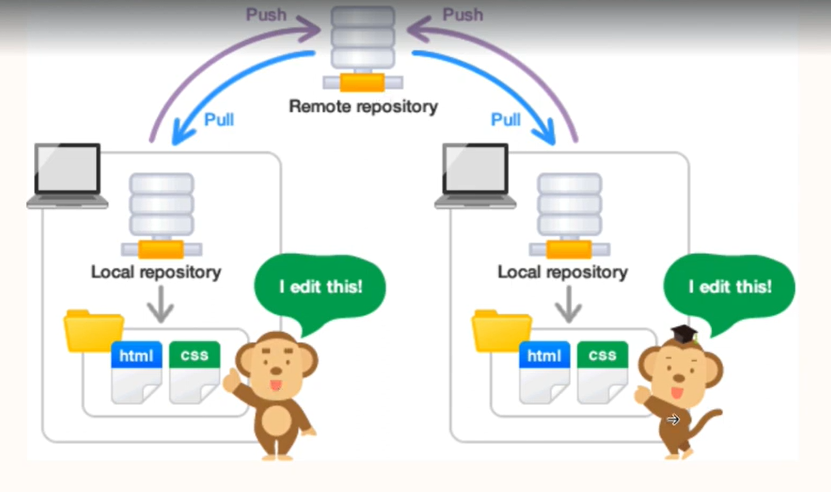 Push
Push
Remote repository
Pull
Pull
Local repository
Local repository
I edit this!
I edit this!
html
css
html
css